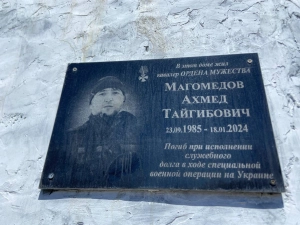 В этом доме жил
кавалер ОРДЕНА МУЖЕСТВА
МАГОМЕДОВ
АХМЕД
ТАЙГИБОВИЧ
23.09.1985 - 18.01.2024
Погиб при исполнении
служебного
долга в ходе специальной
военной операции на Украине